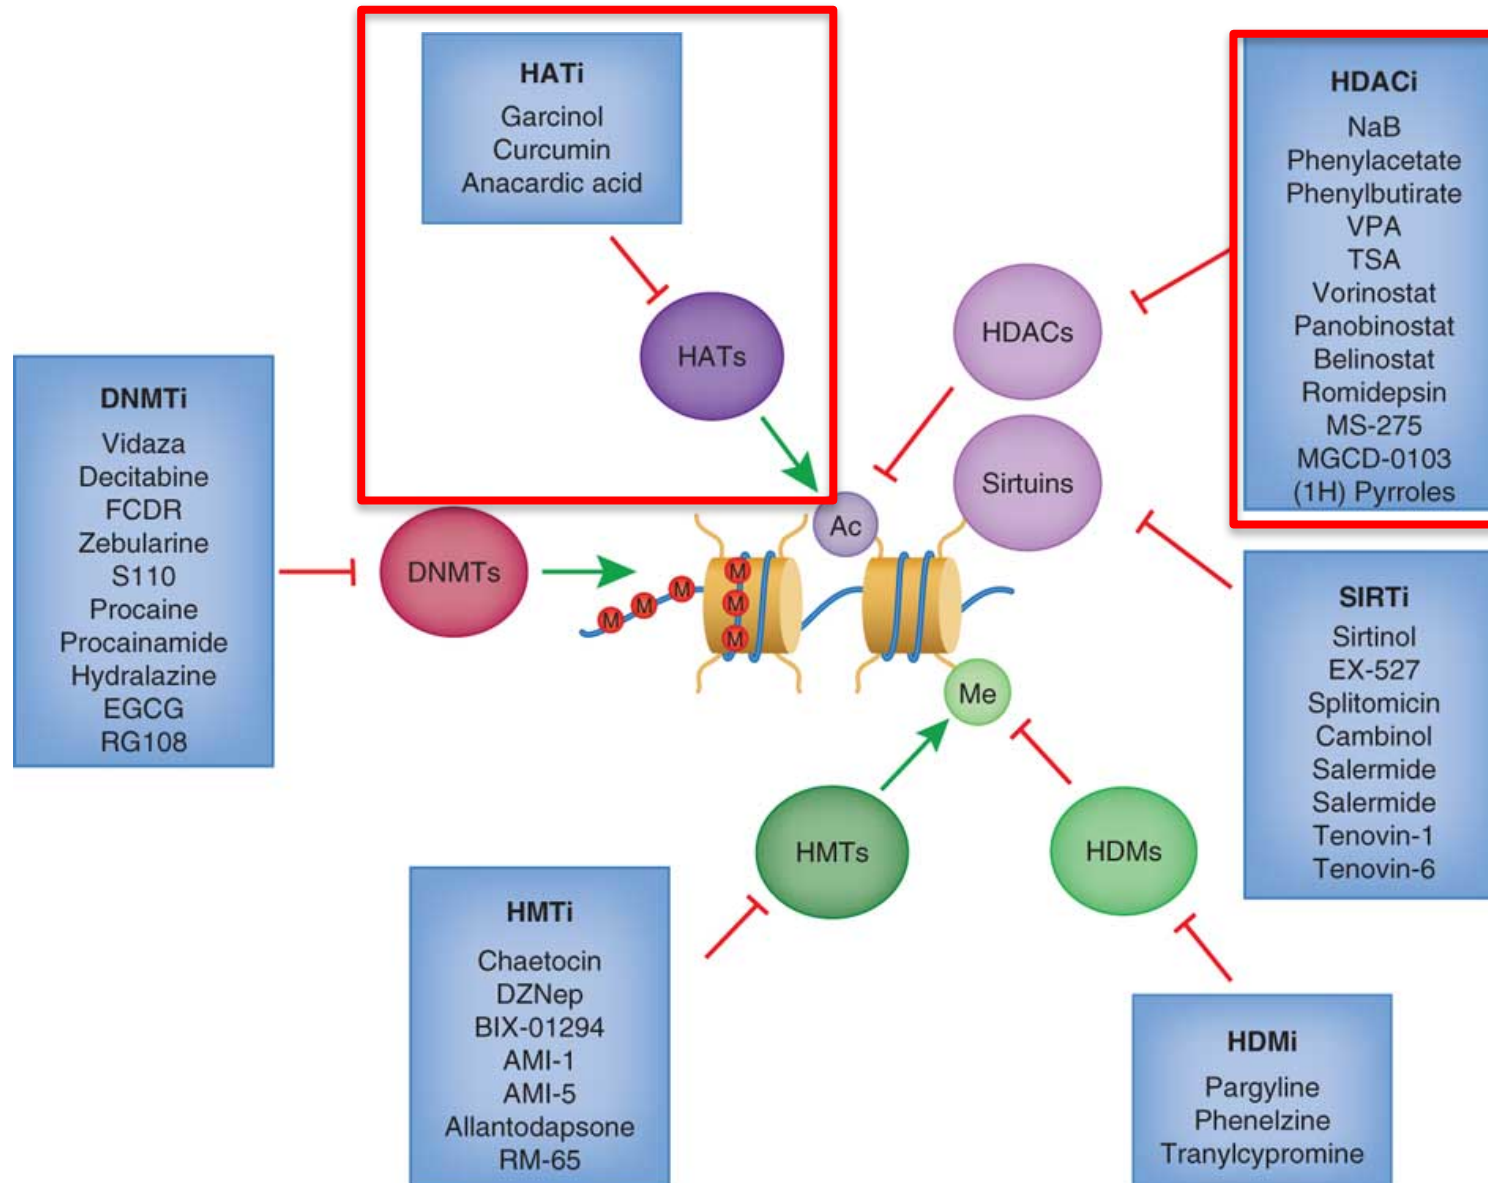 HATi
Garcinol
Curcumin
Anacardic acid
HATs
HDACi
NaB
Phenylacetate
Phenylbutirate
VPA
TSA
Vorinostat
Panobinostat
Belinostat
Romidepsin
MS-275
MGCD-0103
(1H) Pyrroles
HDACs
Sirtuins
Ac
DNMTi
Vidaza
Decitabine
FCDR
Zebularine
S110
Procaine
Procainamide
Hydralazine
EGCG
RG108
DNMTs
M
M
M
M
M
M
Me
SIRTi
Sirtinol
EX-527
Splitomicin
Cambinol
Salermide
Salermide
Tenovin-1
Tenovin-6
HMTs
HDMs
HMTi
Chaetocin
DZNep
BIX-01294
AMI-1
AMI-5
Allantodapsone
RM-65
HDMi
Pargyline
Phenelzine
Tranylcypromine